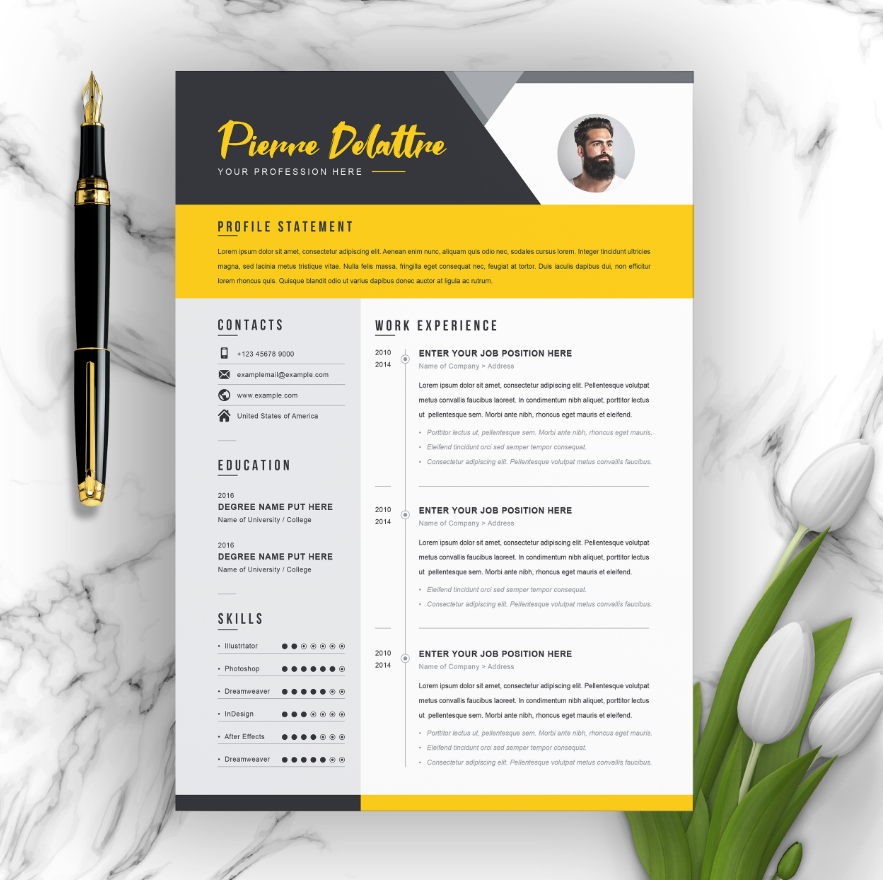 Pierre Delattre
YOUR PROFESSION HERE
PROFILE STATEMENT
Lorem ipsum dolor sit amet, consectetur adipiscing elit. Aenean enim nunc, aliquam quis odio nec, sodales cursus lorem. Integer tincidunt ultricies
magna, sed lacinia metus tristique vitae. Nulla felis massa, fringilla eget consequat nec, feugiat at tortor. Duis iaculis dapibus dui, non efficitur
lorem rhoncus quis. Quisque blandit odio ut varius dapibus donec auctor at ligula ac rutrum.
CONTACTS
+123 45678 9000
examplemail@example.com
www.example.com
United States of America
EDUCATION
2016
DEGREE NAME PUT HERE
Name of University / College
2016
DEGREE NAME PUT HERE
Name of University / College
SKILLS
• Illustrtator
• Photoshop
• Dreamweaver
• InDesign
• After Effects
• Dreamweaver
WORK EXPERIENCE
2010
2014
ENTER YOUR JOB POSITION HERE
Name of Company > Address
Lorem ipsum dolor sit amet, consectetur adipiscing elit. Pellentesque volutpat
metus convallis faucibus laoreet. In condimentum nibh aliquet, porttitor lectus
ut pellentesque sem. Morbi ante nibh, rhoncus eget mauris et eleifend.
• Porttitor lectus ut, pellentesque sem. Morbi ante nibh, rhoncus eget mauris.
• Eleifend tincidunt orci sed semper tempor consequat.
• Consectetur adipiscing elit. Pellentesque volutpat metus convallis faucibus.
2010
2014
ENTER YOUR JOB POSITION HERE
Name of Company > Address
Lorem ipsum dolor sit amet, consectetur adipiscing elit. Pellentesque volutpat
metus convallis faucibus laoreet. In condimentum nibh aliquet, porttitor lectus
ut pellentesque sem. Morbi ante nibh, rhoncus eget mauris et eleifend.
• Eleifend tincidunt orci sed semper tempor consequat.
• Consectetur adipiscing elit. Pellentesque volutpat metus convallis faucibus.
2010
2014
ENTER YOUR JOB POSITION HERE
Name of Company > Address
Lorem ipsum dolor sit amet, consectetur adipiscing elit. Pellentesque volutpat
metus convallis faucibus laoreet. In condimentum nibh aliquet, porttitor lectus
ut pellentesque sem. Morbi ante nibh, rhoncus eget mauris et eleifend.
• Porttitor lectus ut, pellentesque sem. Morbi ante nibh, rhoncus eget mauris.
• Eleifend tincidunt orci sed semper tempor consequat.
• Consectetur adipiscing elit. Pellentesque volutpat metus convallis faucibus.